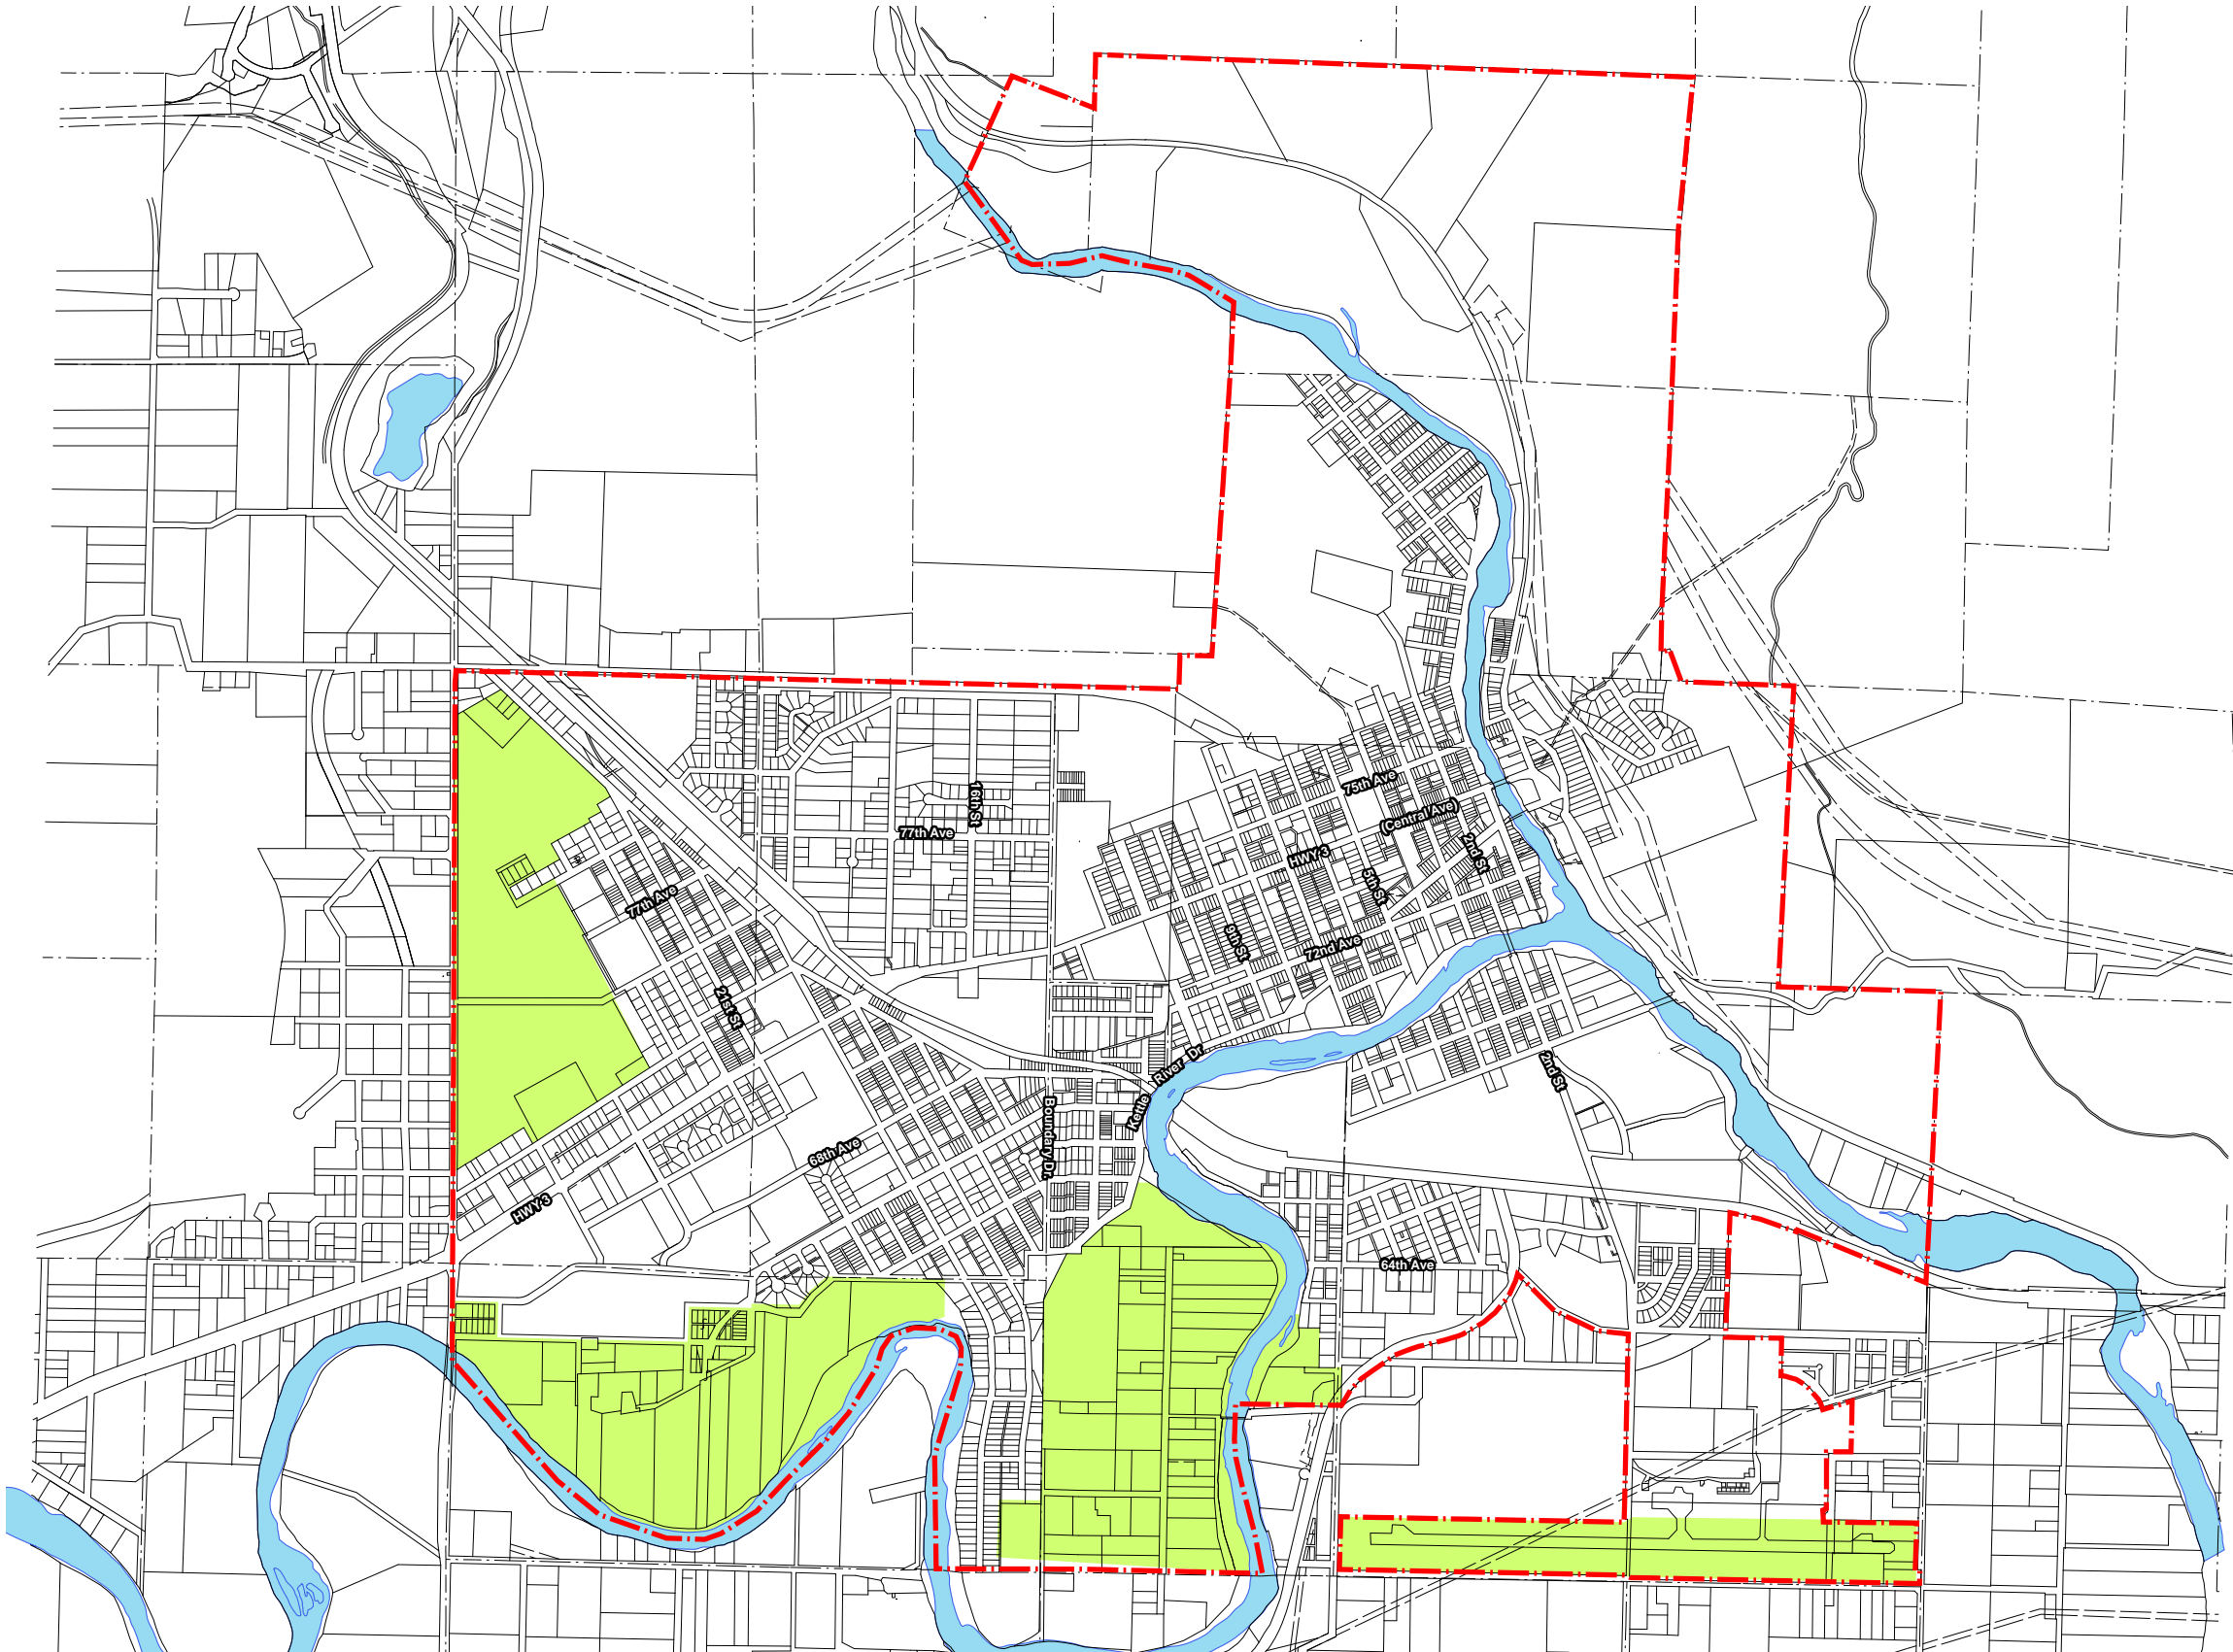 75th Ave
16th St
(Central Ave)
77th Ave
2nd St
HWY 3
5th St
77th Ave
9th St
72nd Ave
21st St
Kettle River Dr
2nd St
Boundary Dr.
68th Ave
HWY 3
64th Ave